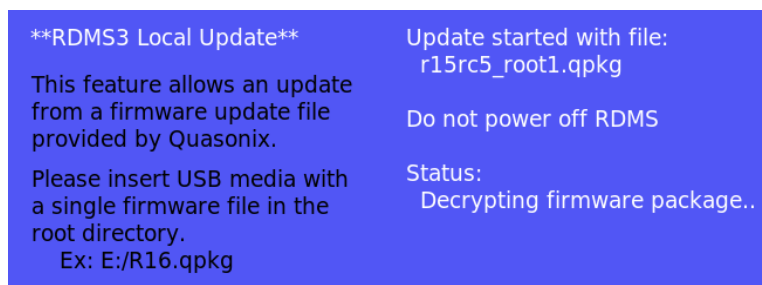 **RDMS3 Local Update**
This feature allows an update
from a firmware update file
provided by Quasonix.
Please insert USB media with
a single firmware file in the
root directory.
Ex: E:/R16.qpkg
Update started with file:
r15rc5_root1.qpkg
Do not power off RDMS
Status:
Decrypting firmware package..